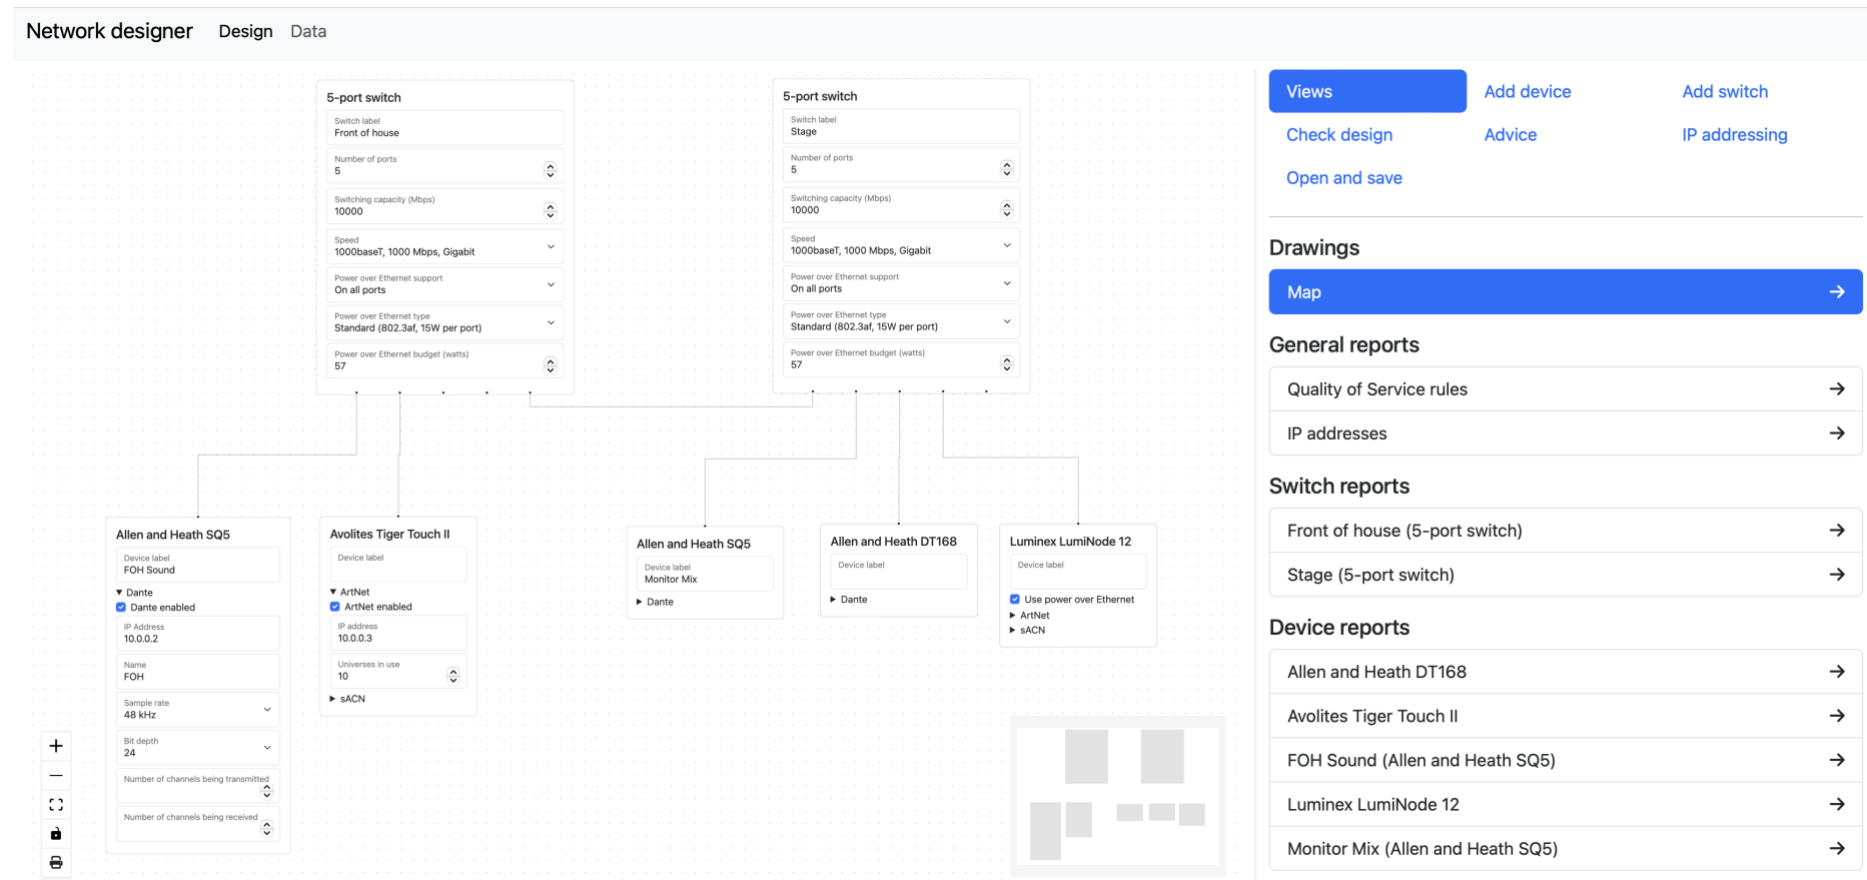 Network designer Design Data
5-port switch
Switch label
Front of house
Number of ports
5
Switching capacity (Mbps)
10000
Speed
1000baseT, 1000 Mbps, Gigabit
Power over Ethernet support
On all ports
Power over Ethernet type
Standard (802.3af, 15W per port)
Power over Ethernet budget (watts)
57
5-port switch
Switch label
Stage
Number of ports
5
Switching capacity (Mbps)
10000
Speed
1000baseT, 1000 Mbps, Gigabit
Power over Ethernet support
On all ports
Power over Ethernet type
Standard (802.3af, 15W per port)
Power over Ethernet budget (watts)
57
Allen and Heath SQ5
Device label
FOH Sound
Dante
Dante enabled
IP Address
10.0.0.2
Name
FOH
Sample rate
48 kHz
Bit depth
24
Number of channels being transmitted
Number of channels being received
Avolites Tiger Touch II
Device label
ArtNet
ArtNet enabled
IP address
10.0.0.3
Universes in use
10
sACN
Allen and Heath SQ5
Device label
Monitor Mix
Dante
Allen and Heath DT168
Device label
Dante
Luminex LumiNode 12
Device label
Use power over Ethernet
ArtNet
sACN
Views Add device Add switch
Check design Advice IP addressing
Open and save
Drawings
Map
General reports
Quality of Service rules
IP addresses
Switch reports
Front of house (5-port switch)
Stage (5-port switch)
Device reports
Allen and Heath DT168
Avolites Tiger Touch II
FOH Sound (Allen and Heath SQ5)
Luminex LumiNode 12
Monitor Mix (Allen and Heath SQ5)